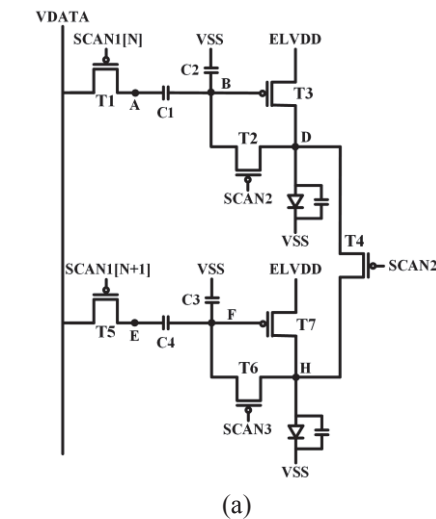 VDATA
SCAN1[N]
VSS
ELVDD
C2
B
T3
T1
A
C1
T2
D
SCAN2
VSS
T4
SCAN2
SCAN1[N+1]
VSS
ELVDD
C3
F
T7
T5
E
C4
T6
H
SCAN3
VSS
(a)